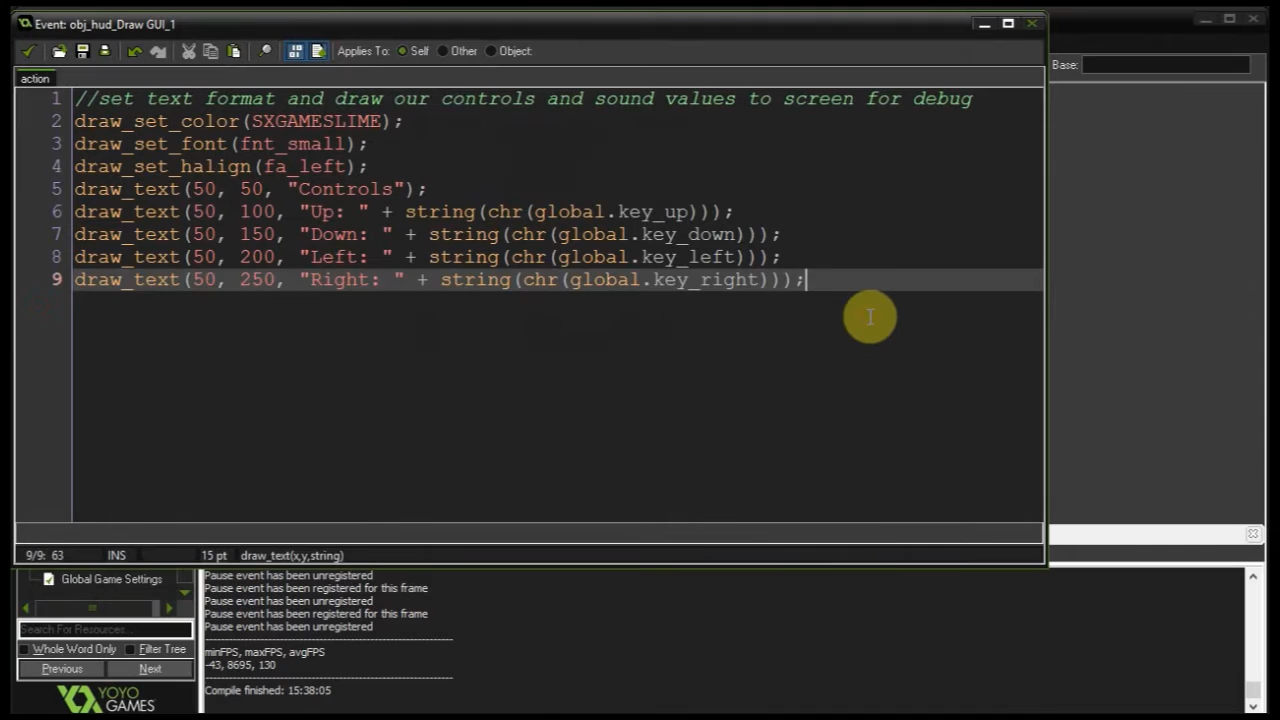 Event: obj_hud_Draw GUI_1
Applies To: Self Other Object:
Base:
action
1 //set text format and draw our controls and sound values to screen for debug
2 draw_set_color(SXGAMESLIME);
3 draw_set_font(fnt_small);
4 draw_set_halign(fa_left);
5 draw_text(50, 50, "Controls");
6 draw_text(50, 100, "Up: " + string(chr(global.key_up)));
7 draw_text(50, 150, "Down: " + string(chr(global.key_down)));
8 draw_text(50, 200, "Left: " + string(chr(global.key_left)));
9 draw_text(50, 250, "Right: " + string(chr(global.key_right)));
9/9: 63 INS 15 pt draw_text(x,y,string)
Global Game Settings
Search For Resources...
Whole Word Only Filter Tree
Previous Next
YOYO
GAMES
Pause event has been unregistered
Pause event has been registered for this frame
Pause event has been unregistered
Pause event has been registered for this frame
Pause event has been unregistered
minFPS, maxFPS, avgFPS
-43, 8695, 130
Compile finished: 15:38:05